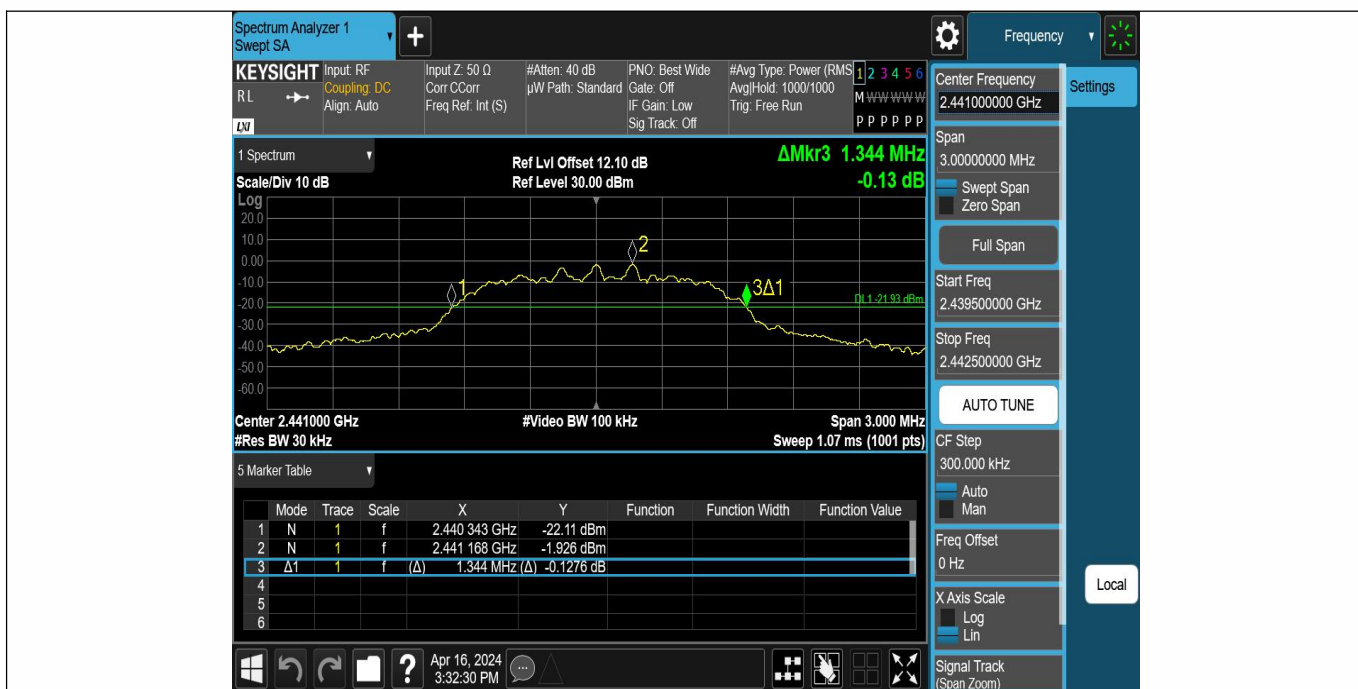 Spectrum Analyzer 1
Swept SA
+
Frequency
KEYSIGHT
RL
LXI
Input: RF
Coupling: DC
Align: Auto
Input Z: 50 Ω
Corr CCorr
Freq Ref: Int (S)
#Atten: 40 dB
µW Path: Standard
PNO: Best Wide
Gate: Off
IF Gain: Low
Sig Track: Off
#Avg Type: Power (RMS
Avg|Hold: 1000/1000
Trig: Free Run
1 2 3 4 5 6
M W W W W W
P P P P P P
1 Spectrum
Scale/Div 10 dB
Ref Lvl Offset 12.10 dB
Ref Level 30.00 dBm
ΔMkr3 1.344 MHz
-0.13 dB
Log
20.0
10.0
0.00
-10.0
-20.0
-30.0
-40.0
-50.0
-60.0
1
2
3Δ1
DL1 -21.93 dBm
Center 2.441000 GHz
#Video BW 100 kHz
Span 3.000 MHz
#Res BW 30 kHz
Sweep 1.07 ms (1001 pts)
5 Marker Table
Mode Trace Scale X Y Function Function Width Function Value
1 N 1 f 2.440 343 GHz -22.11 dBm
2 N 1 f 2.441 168 GHz -1.926 dBm
3 Δ1 1 f (Δ) 1.344 MHz (Δ) -0.1276 dB
4
5
6
?
Apr 16, 2024
3:32:30 PM
Center Frequency
2.441000000 GHz
Span
3.00000000 MHz
Swept Span
Zero Span
Full Span
Start Freq
2.439500000 GHz
Stop Freq
2.442500000 GHz
AUTO TUNE
CF Step
300.000 kHz
Auto
Man
Freq Offset
0 Hz
X Axis Scale
Log
Lin
Signal Track
(Span Zoom)
Settings
Local